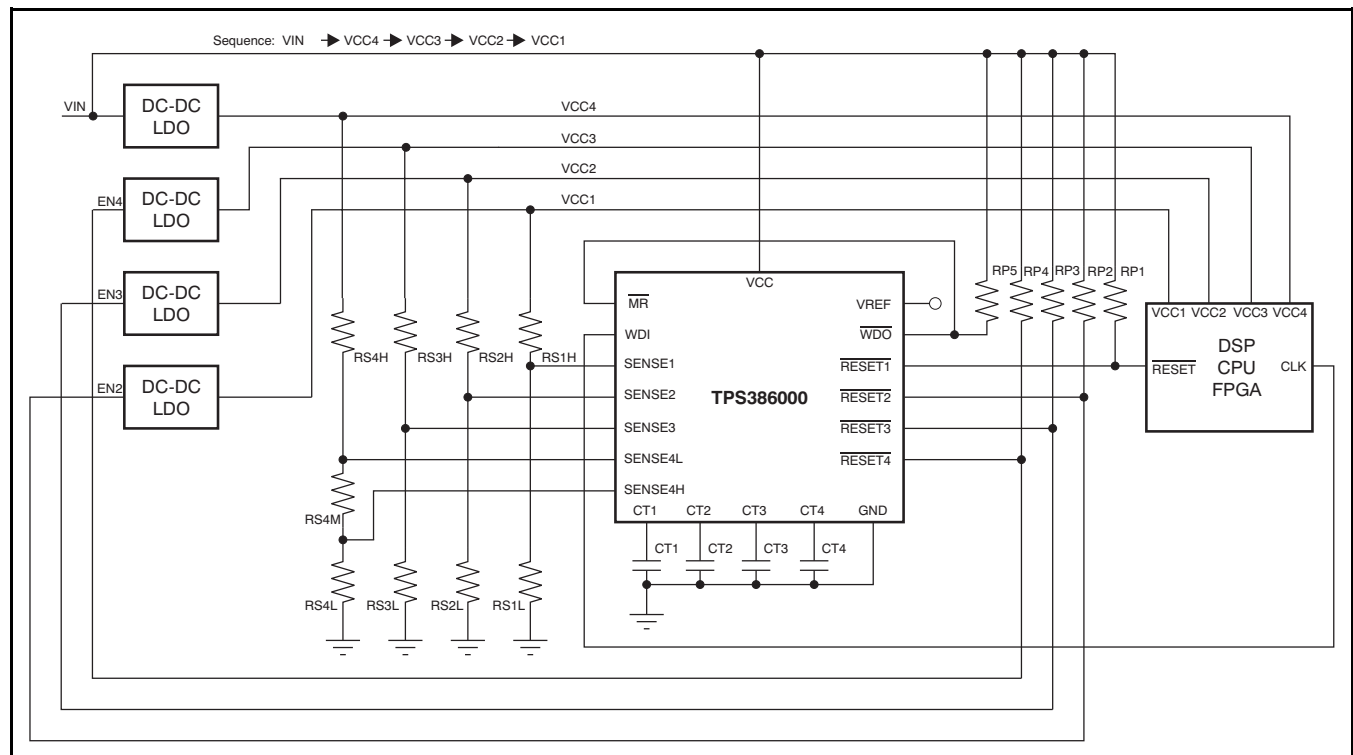 Sequence: VIN → VCC4 → VCC3 → VCC2 → VCC1
VIN
DC-DC
LDO
VCC4
VCC3
EN4
DC-DC
LDO
VCC2
VCC1
EN3
DC-DC
LDO
EN2
DC-DC
LDO
RS4H
RS3H
RS2H
RS1H
RS4M
RS4L
RS3L
RS2L
RS1L
VCC
MR
WDI
SENSE1
SENSE2
SENSE3
SENSE4L
SENSE4H
TPS386000
VREF
WDO
RESET1
RESET2
RESET3
RESET4
CT1 CT2 CT3 CT4 GND
CT1 CT2 CT3 CT4
RP5 RP4 RP3 RP2 RP1
VCC1 VCC2 VCC3 VCC4
RESET
DSP
CPU
FPGA
CLK